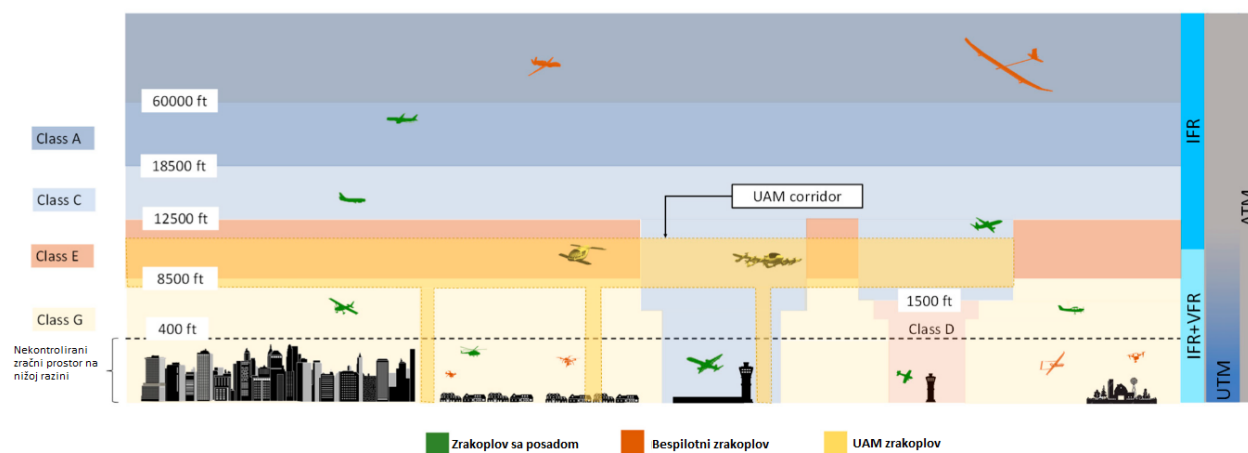 60000 ft
Class A
18500 ft
Class C
UAM corridor
12500 ft
Class E
8500 ft
1500 ft
Class G
400 ft
Class D
Nekontrolirani
zračni prostor na
nižoj razini
IFR
IFR+VFR
ATM
UTM
Zrakoplov sa posadom
Bespilotni zrakoplov
UAM zrakoplov